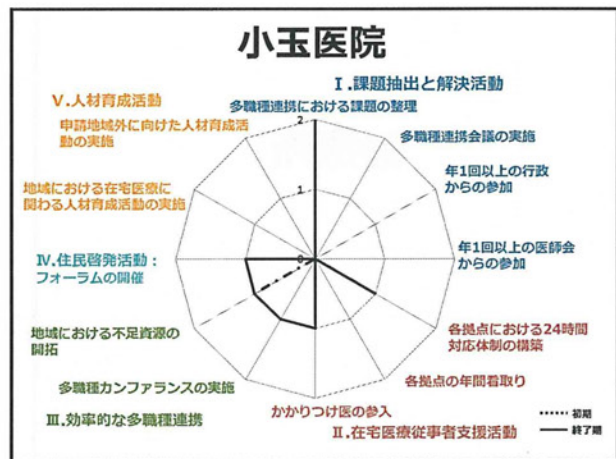 小玉医院
Ⅰ.課題抽出と解決活動
多職種連携における課題の整理
多職種連携会議の実施
年1回以上の行政
からの参加
年1回以上の医師会
からの参加
各拠点における24時間
対応体制の構築
各拠点の年間看取り
かかりつけ医の参入
Ⅱ.在宅医療従事者支援活動
多職種カンファランスの実施
Ⅲ.効率的な多職種連携
地域における不足資源の
開拓
Ⅳ.住民啓発活動：
フォーラムの開催
地域における在宅医療に
関わる人材育成活動の実施
Ⅴ.人材育成活動
申請地域外に向けた人材育成活
動の実施
2
1
0
初期
終了期